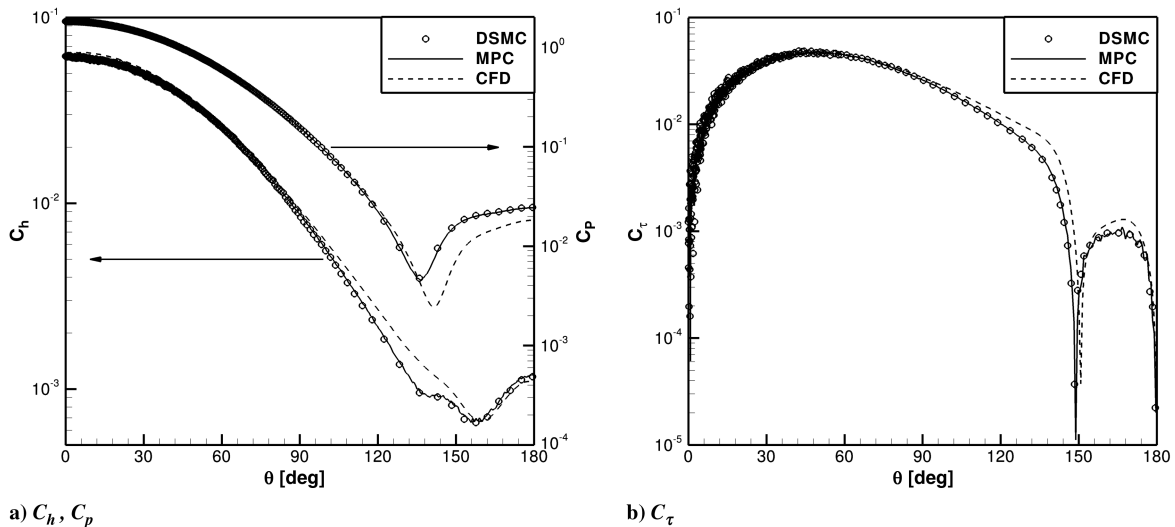 10^-1
10^-2
10^-3
C_h
0 30 60 90 120 150 180
θ [deg]
10^0
10^-1
10^-2
10^-3
10^-4
C_P
DSMC
MPC
CFD
a) C_h , C_p
10^-1
10^-2
10^-3
10^-4
10^-5
C_τ
0 30 60 90 120 150 180
θ [deg]
DSMC
MPC
CFD
b) C_τ